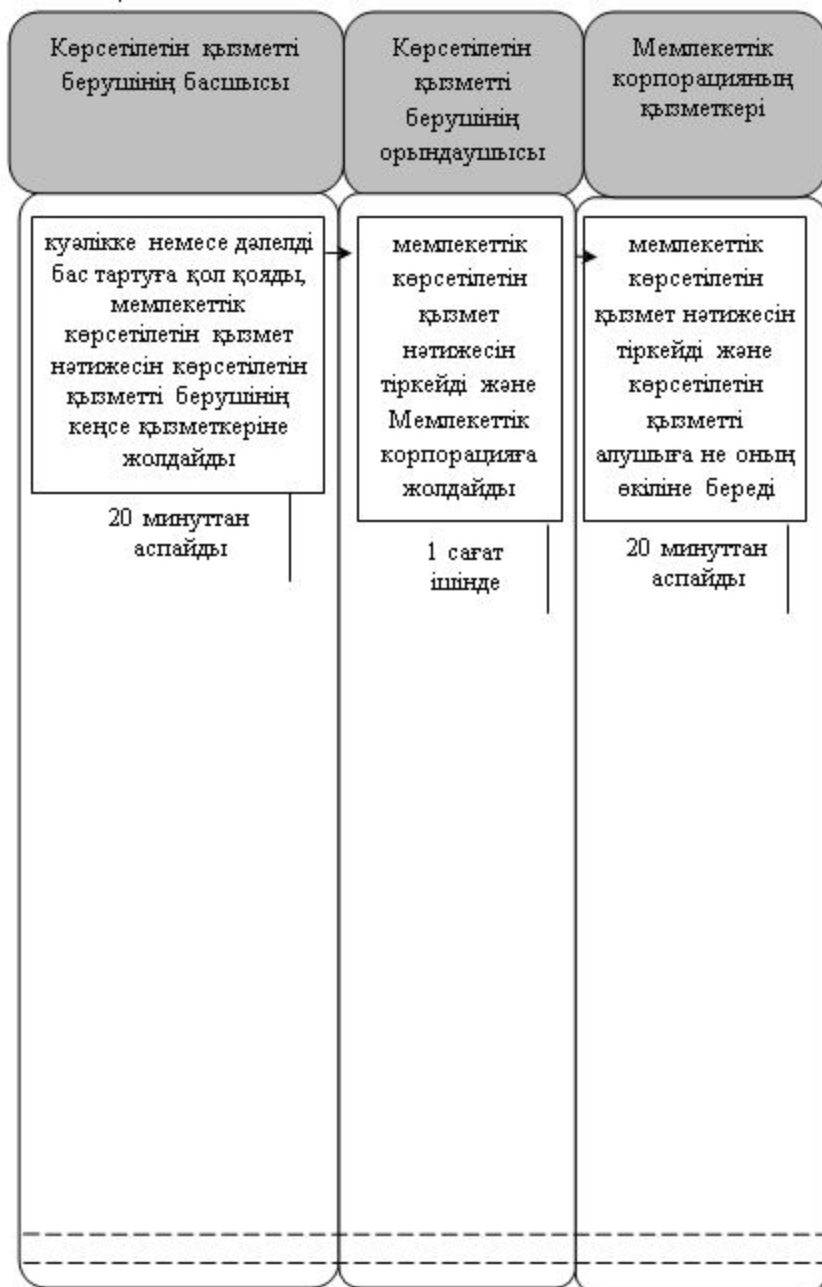 Көрсетілетін қызметті
берушінің басшысы
Көрсетілетін
қызметті
берушінің
орындаушысы
Мемлекеттік
корпорацияның
қызметкері
куәлікке немесе дәлелді
бас тартуға қол қояды,
мемлекеттік
көрсетілетін қызмет
нәтижесін көрсетілетін
қызметті берушінің
кеңсе қызметкеріне
жолдайды
20 минуттан
аспайды
мемлекеттік
көрсетілетін
қызмет
нәтижесін
тіркейді және
Мемлекеттік
корпорацияға
жолдайды
1 сағат
ішінде
мемлекеттік
көрсетілетін
қызмет нәтижесін
тіркейді және
көрсетілетін
қызметті
алушыға не оның
өкіліне береді
20 минуттан
аспайды